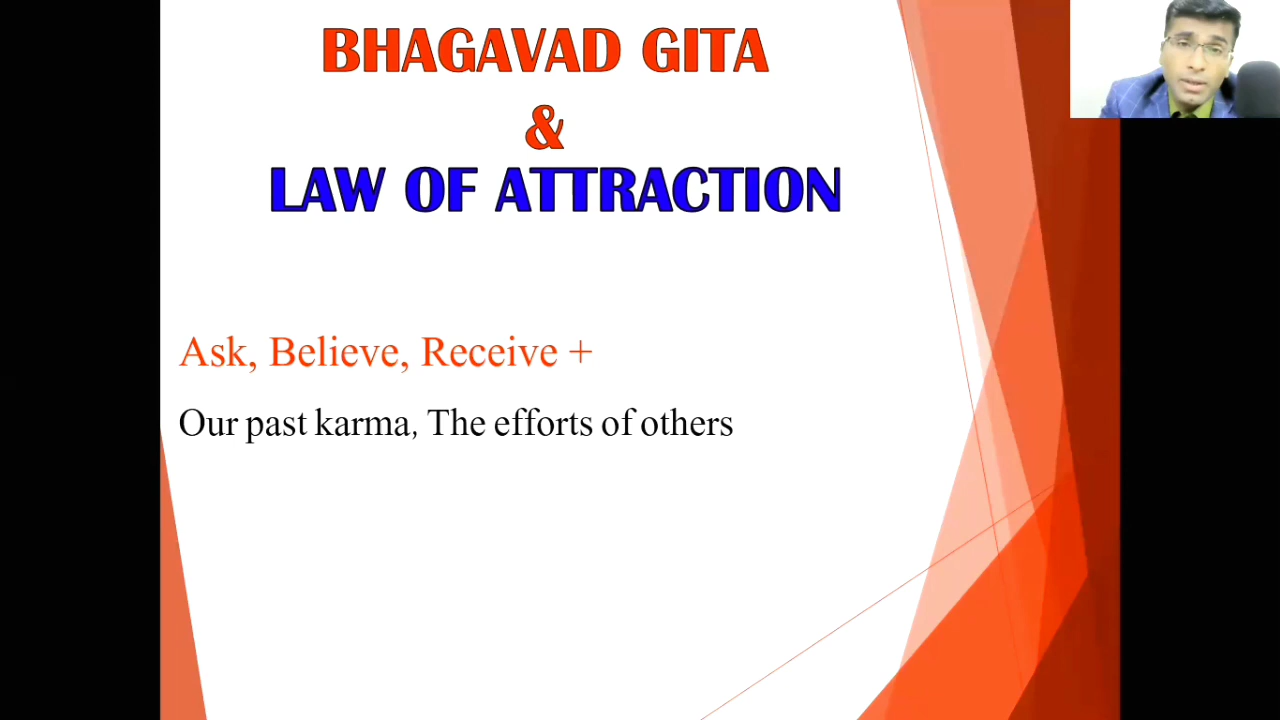 BHAGAVAD GITA
&
LAW OF ATTRACTION
Ask, Believe, Receive +
Our past karma, The efforts of others